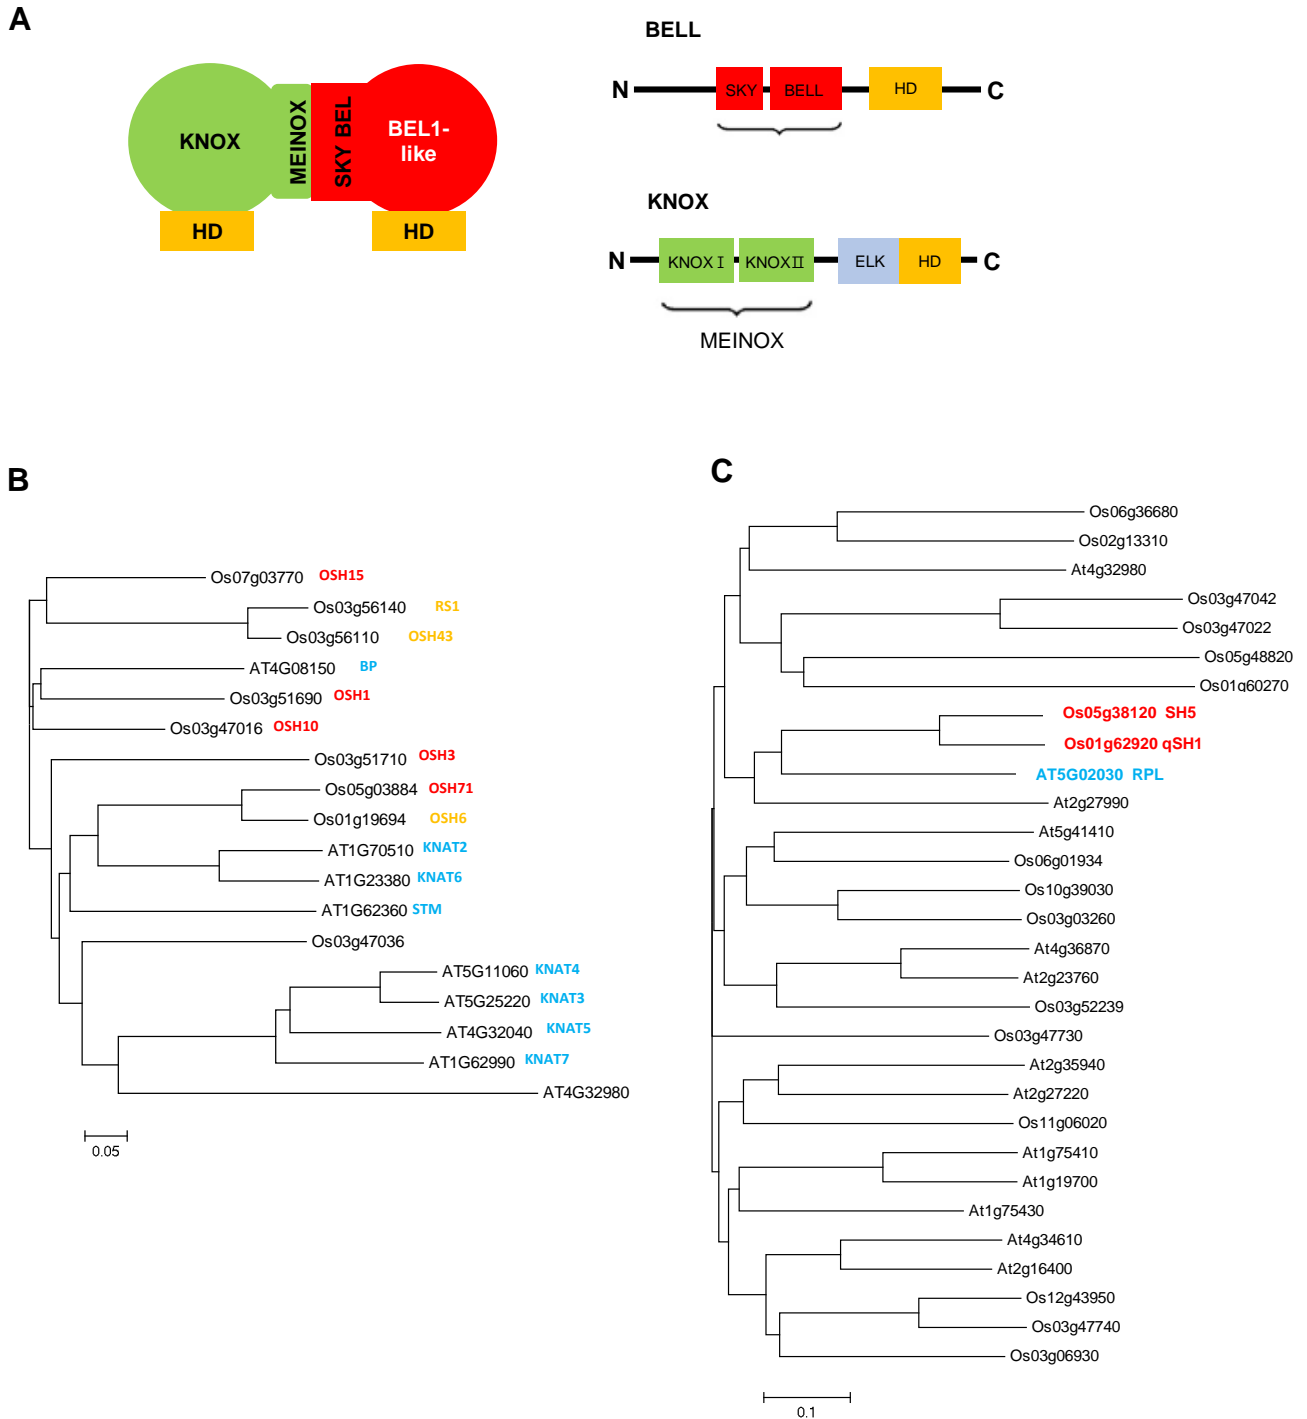 A
KNOX
MEINOX
SKY BEL
BEL1-
like
HD
HD
BELL
N
SKY
BELL
HD
C
KNOX
N
KNOX I
KNOXII
ELK
HD
C
MEINOX
B
Os07g03770 OSH15
Os03g56140 RS1
Os03g56110 OSH43
AT4G08150 BP
Os03g51690 OSH1
Os03g47016 OSH10
Os03g51710 OSH3
Os05g03884 OSH71
Os01g19694 OSH6
AT1G70510 KNAT2
AT1G23380 KNAT6
AT1G62360 STM
Os03g47036
AT5G11060 KNAT4
AT5G25220 KNAT3
AT4G32040 KNAT5
AT1G62990 KNAT7
AT4G32980
0.05
C
Os06g36680
Os02g13310
At4g32980
Os03g47042
Os03g47022
Os05g48820
Os01g60270
Os05g38120 SH5
Os01g62920 qSH1
AT5G02030 RPL
At2g27990
At5g41410
Os06g01934
Os10g39030
Os03g03260
At4g36870
At2g23760
Os03g52239
Os03g47730
At2g35940
At2g27220
Os11g06020
At1g75410
At1g19700
At1g75430
At4g34610
At2g16400
Os12g43950
Os03g47740
Os03g06930
0.1